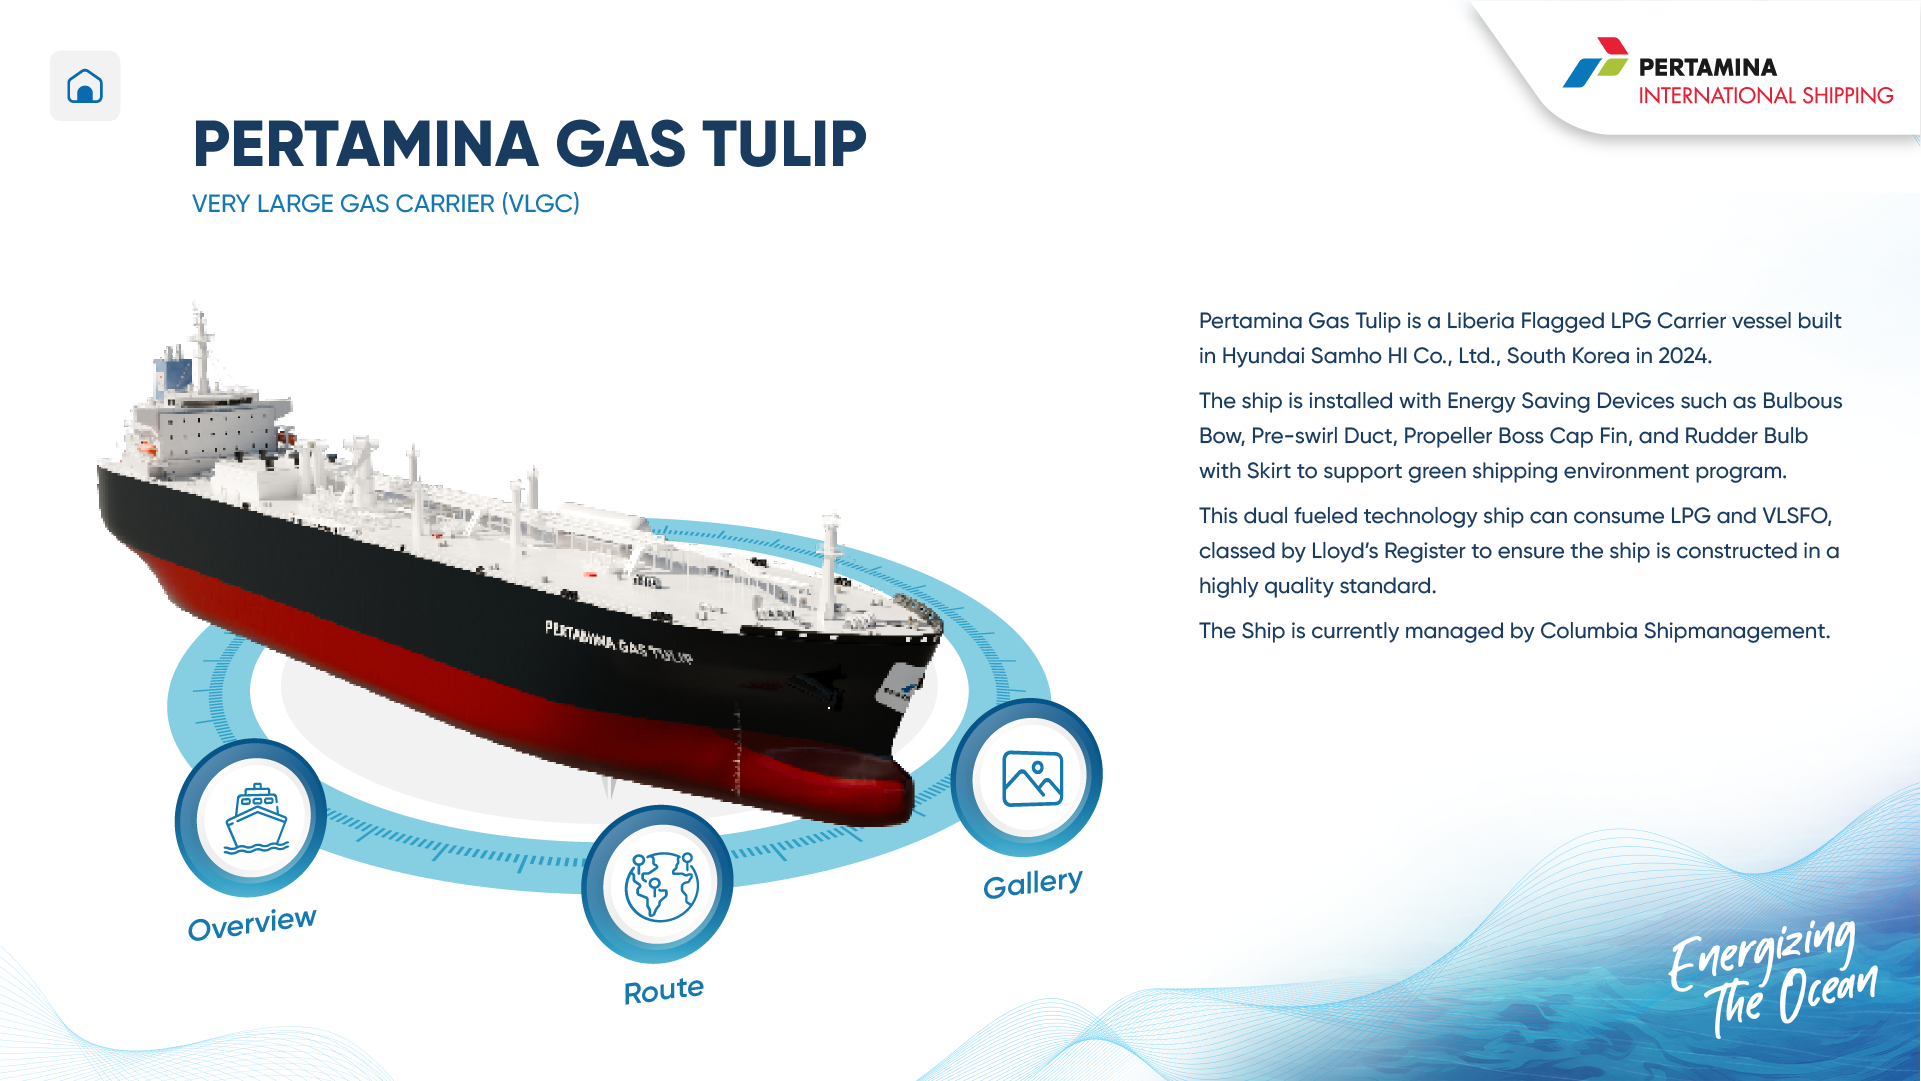 PERTAMINA
INTERNATIONAL SHIPPING
PERTAMINA GAS TULIP
VERY LARGE GAS CARRIER (VLGC)
Pertamina Gas Tulip is a Liberia Flagged LPG Carrier vessel built
in Hyundai Samho HI Co., Ltd., South Korea in 2024.
The ship is installed with Energy Saving Devices such as Bulbous
Bow, Pre-swirl Duct, Propeller Boss Cap Fin, and Rudder Bulb
with Skirt to support green shipping environment program.
This dual fueled technology ship can consume LPG and VLSFO,
classed by Lloyd’s Register to ensure the ship is constructed in a
highly quality standard.
The Ship is currently managed by Columbia Shipmanagement.
PERTAMINA GAS TULIP
Overview
Route
Gallery
Energizing
The Ocean